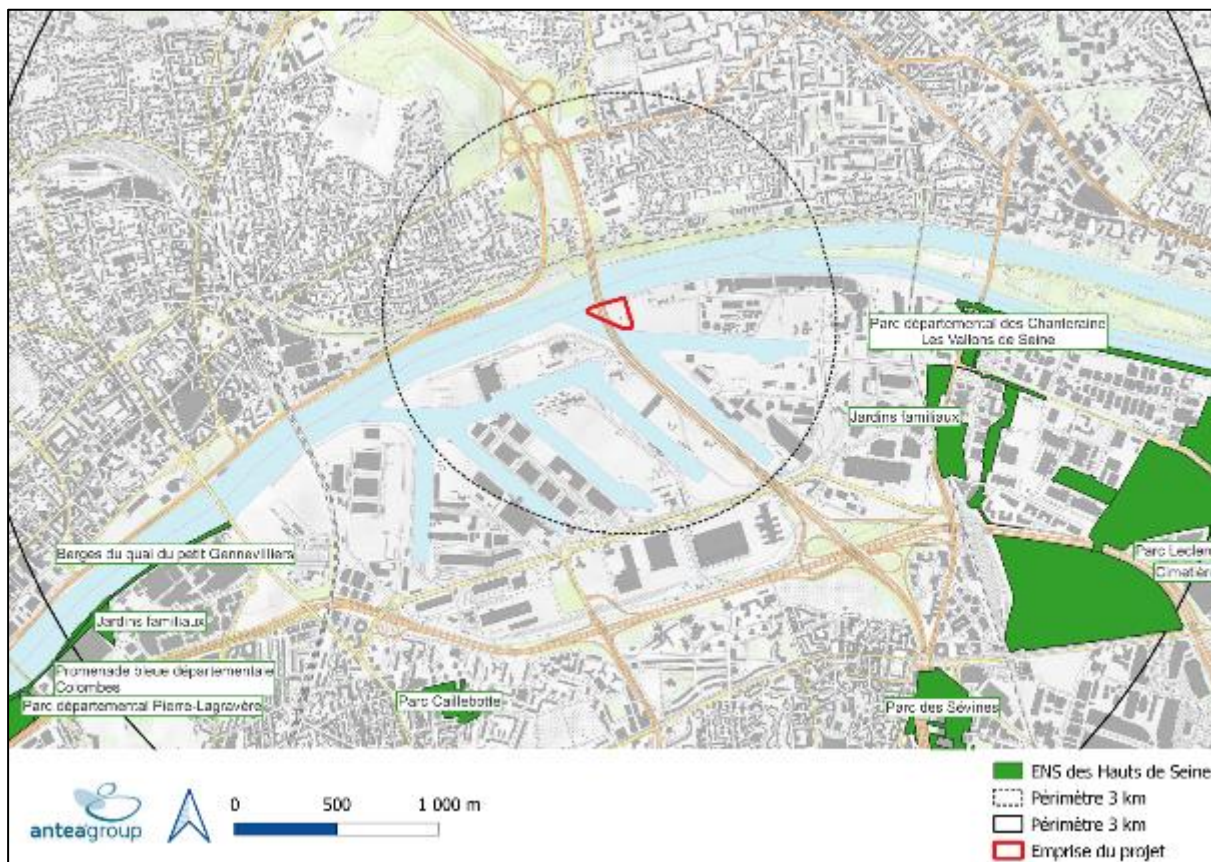 Parc départemental des Chanteraine
Les Vallons de Seine
Jardins familiaux
Berges du quai du petit Gennevilliers
Parc Leclerc
Cimetière
Jardins familiaux
Promenade bleue départementale
Colombes
Parc départemental Pierre-Lagravère
Parc Caillebotte
Parc des Sévines
anteagroup
0 500 1 000 m
ENS des Hauts de Seine
Périmètre 3 km
Périmètre 3 km
Emprise du projet